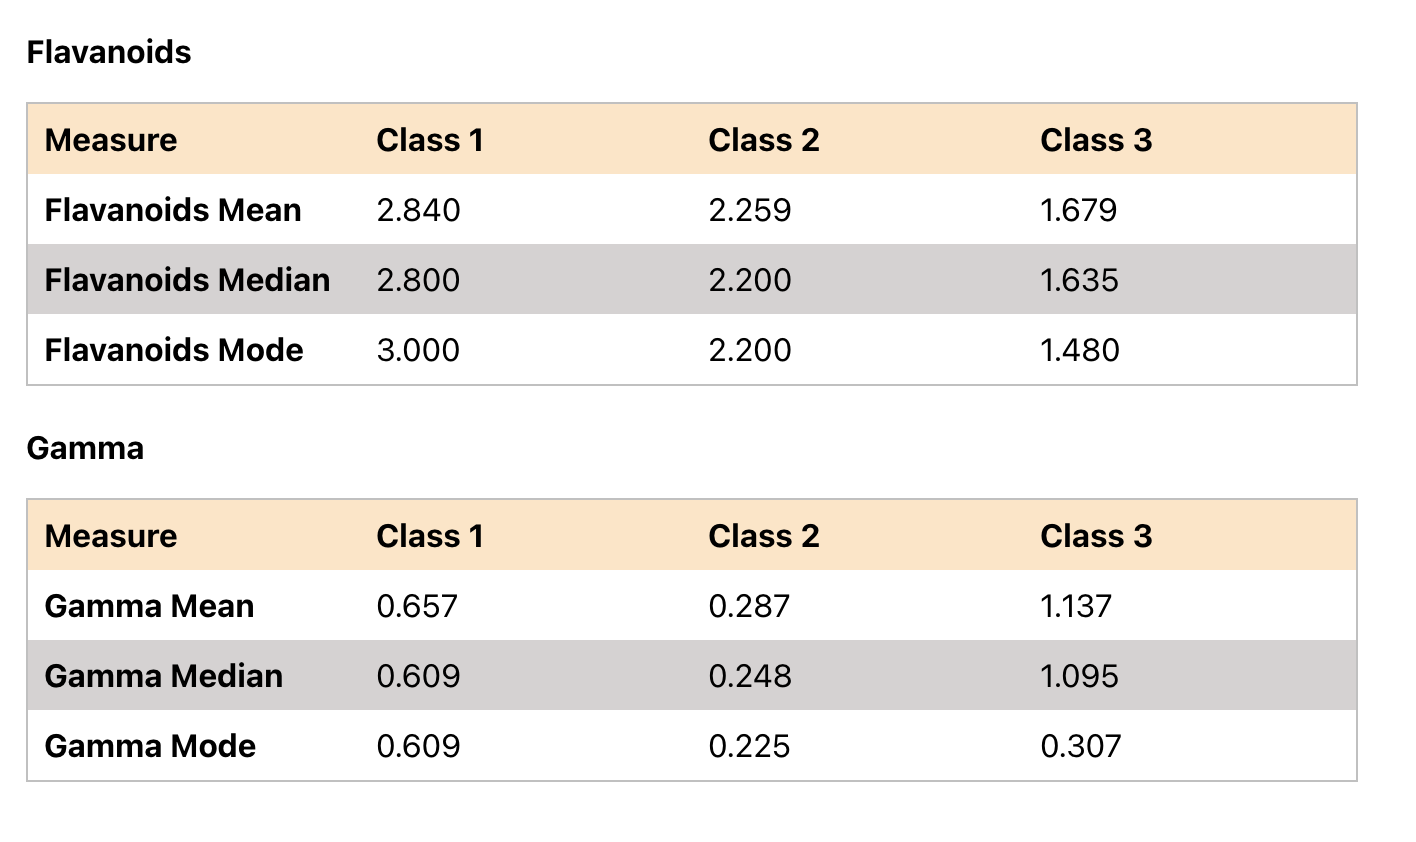 Flavanoids
Measure Class 1 Class 2 Class 3
Flavanoids Mean 2.840 2.259 1.679
Flavanoids Median 2.800 2.200 1.635
Flavanoids Mode 3.000 2.200 1.480
Gamma
Measure Class 1 Class 2 Class 3
Gamma Mean 0.657 0.287 1.137
Gamma Median 0.609 0.248 1.095
Gamma Mode 0.609 0.225 0.307